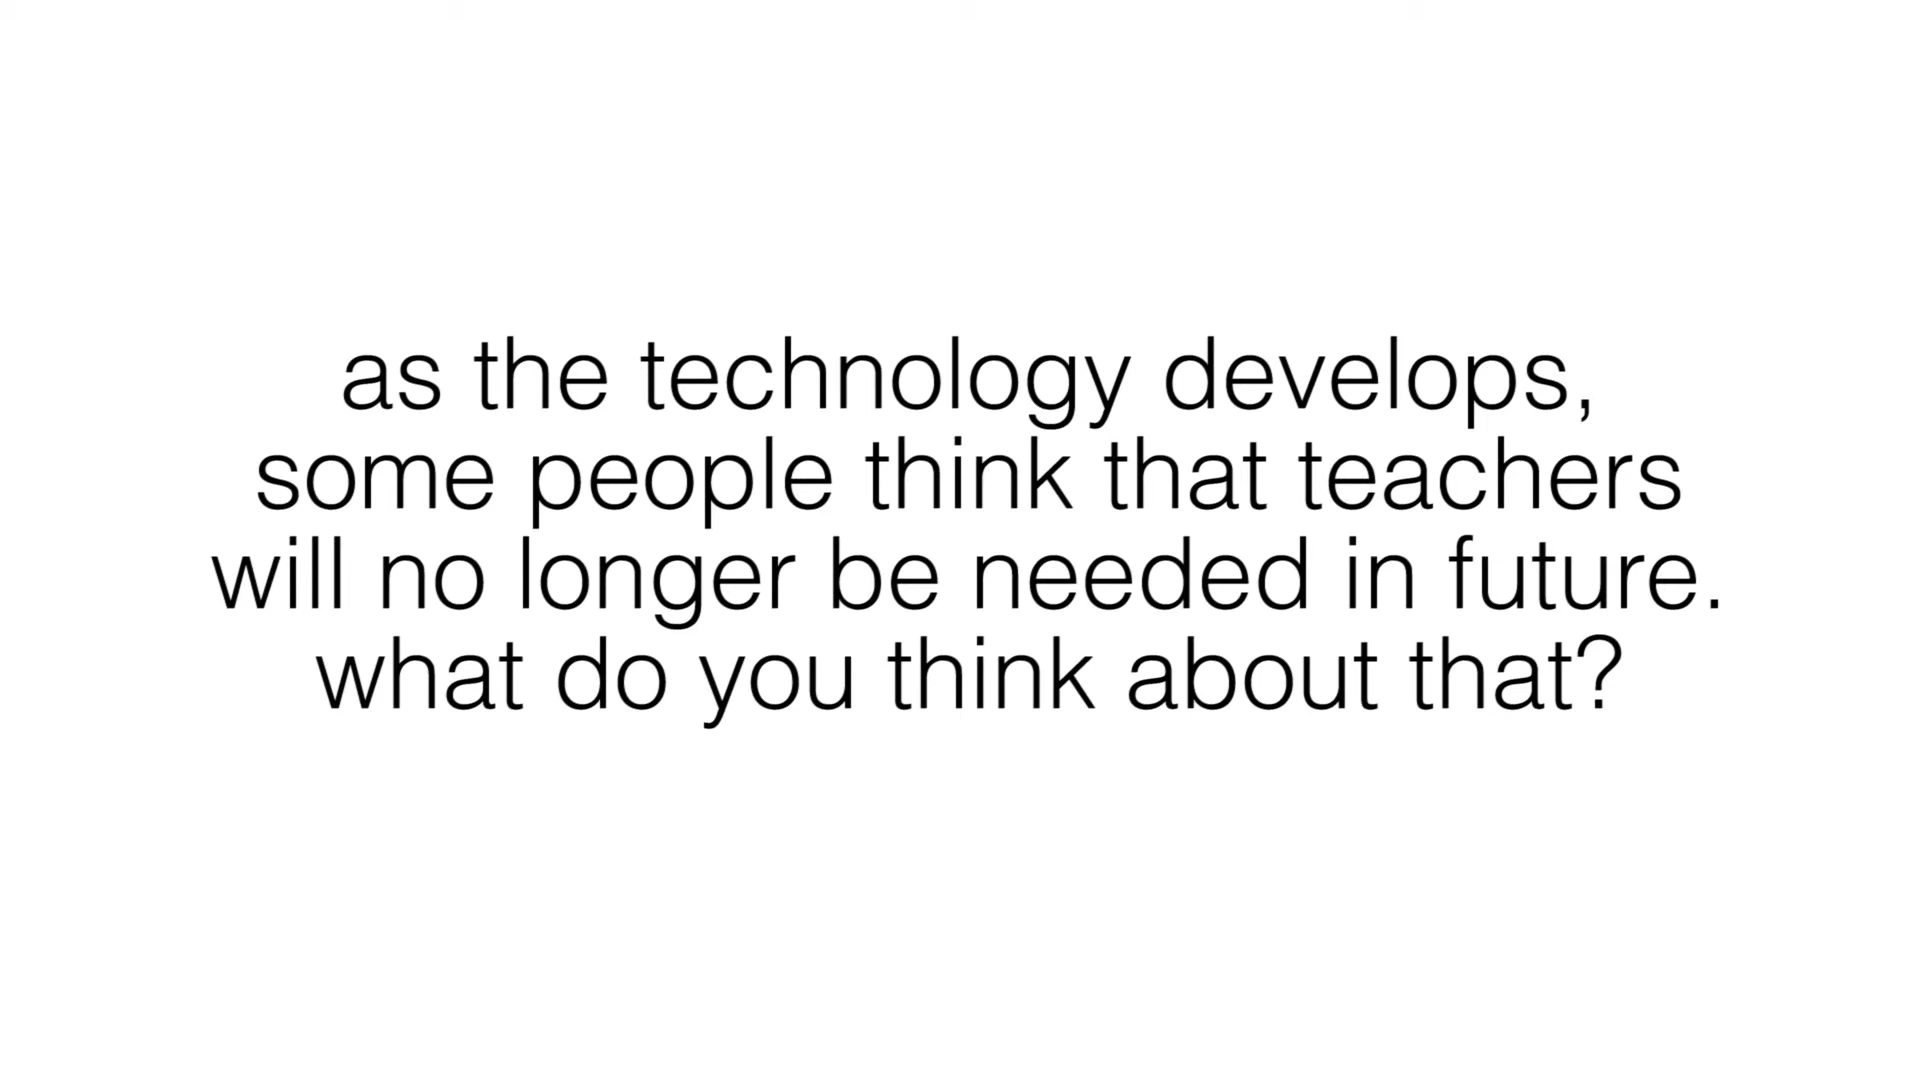 as the technology develops,
some people think that teachers
will no longer be needed in future.
what do you think about that?